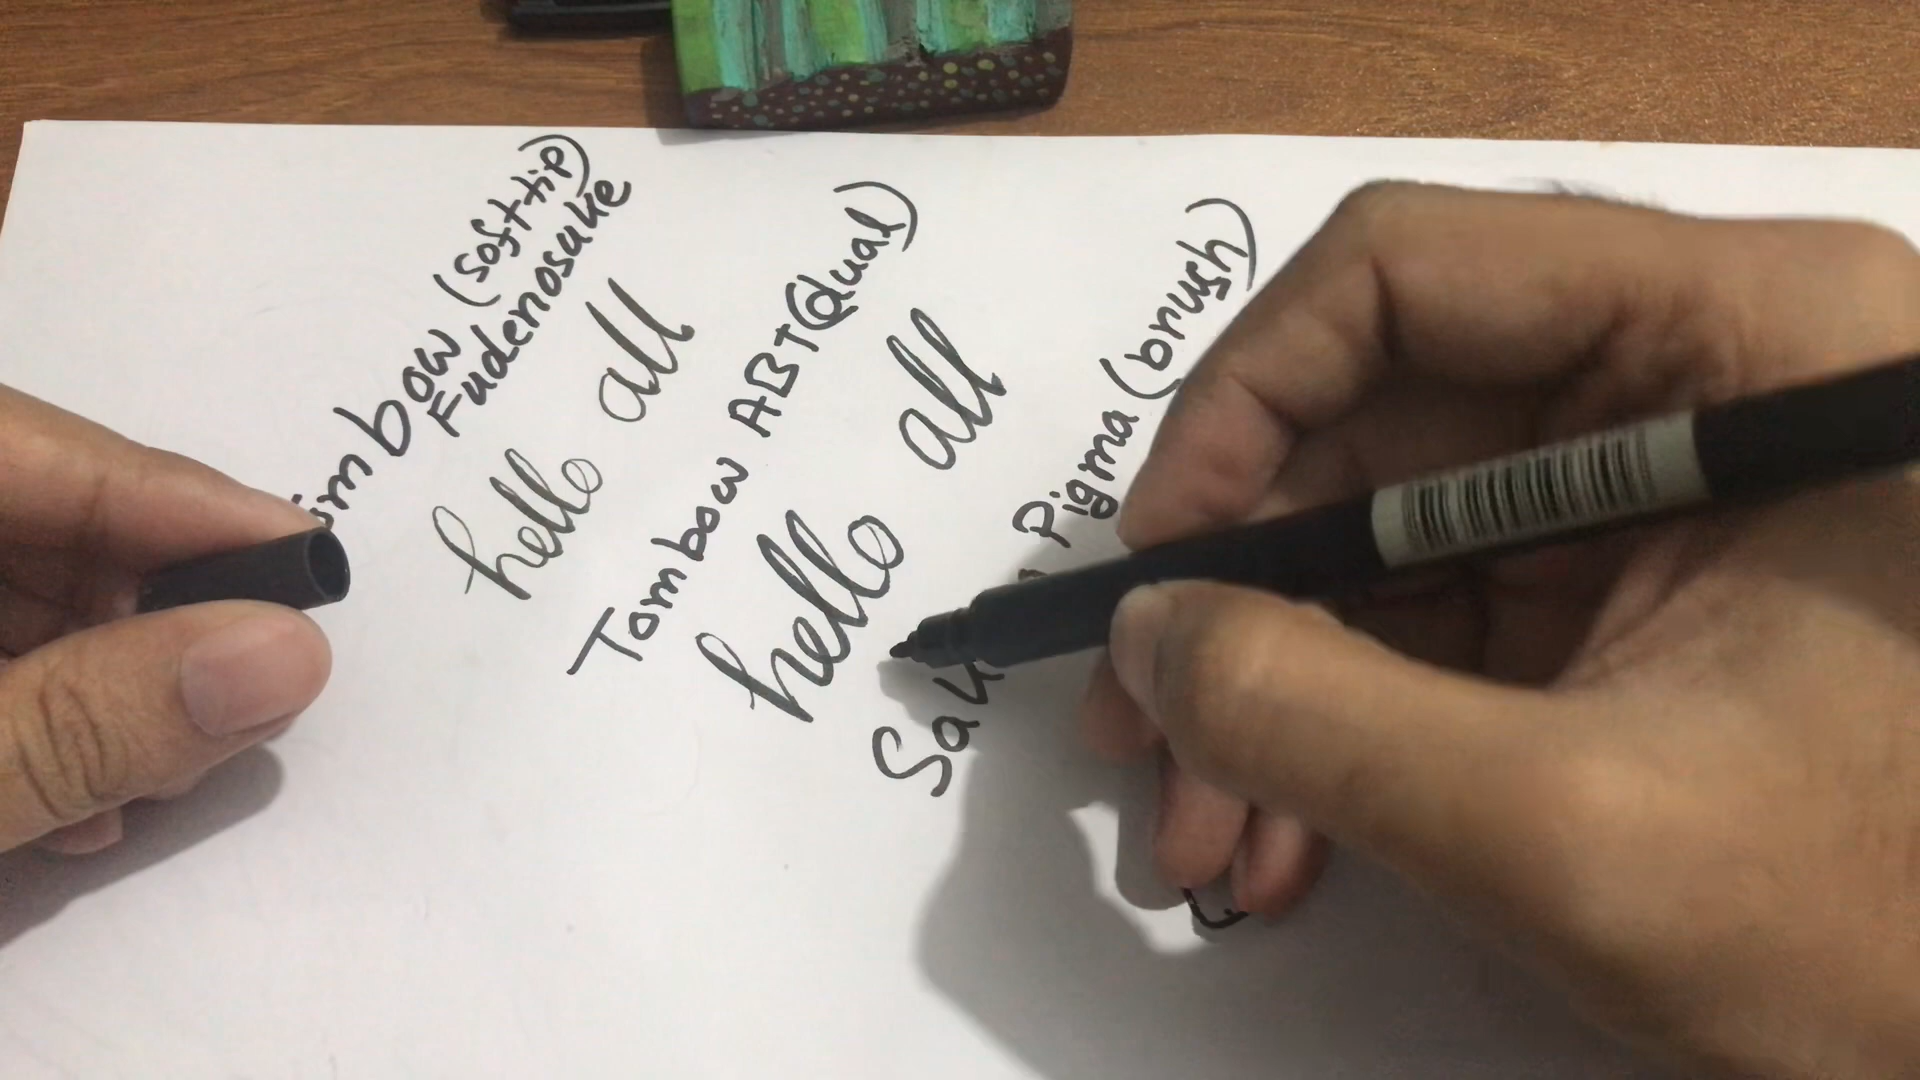 Tombow (soft tip)
Fudenosuke
hello all
Tombow ABT (dual)
hello all
Pigma (brush)